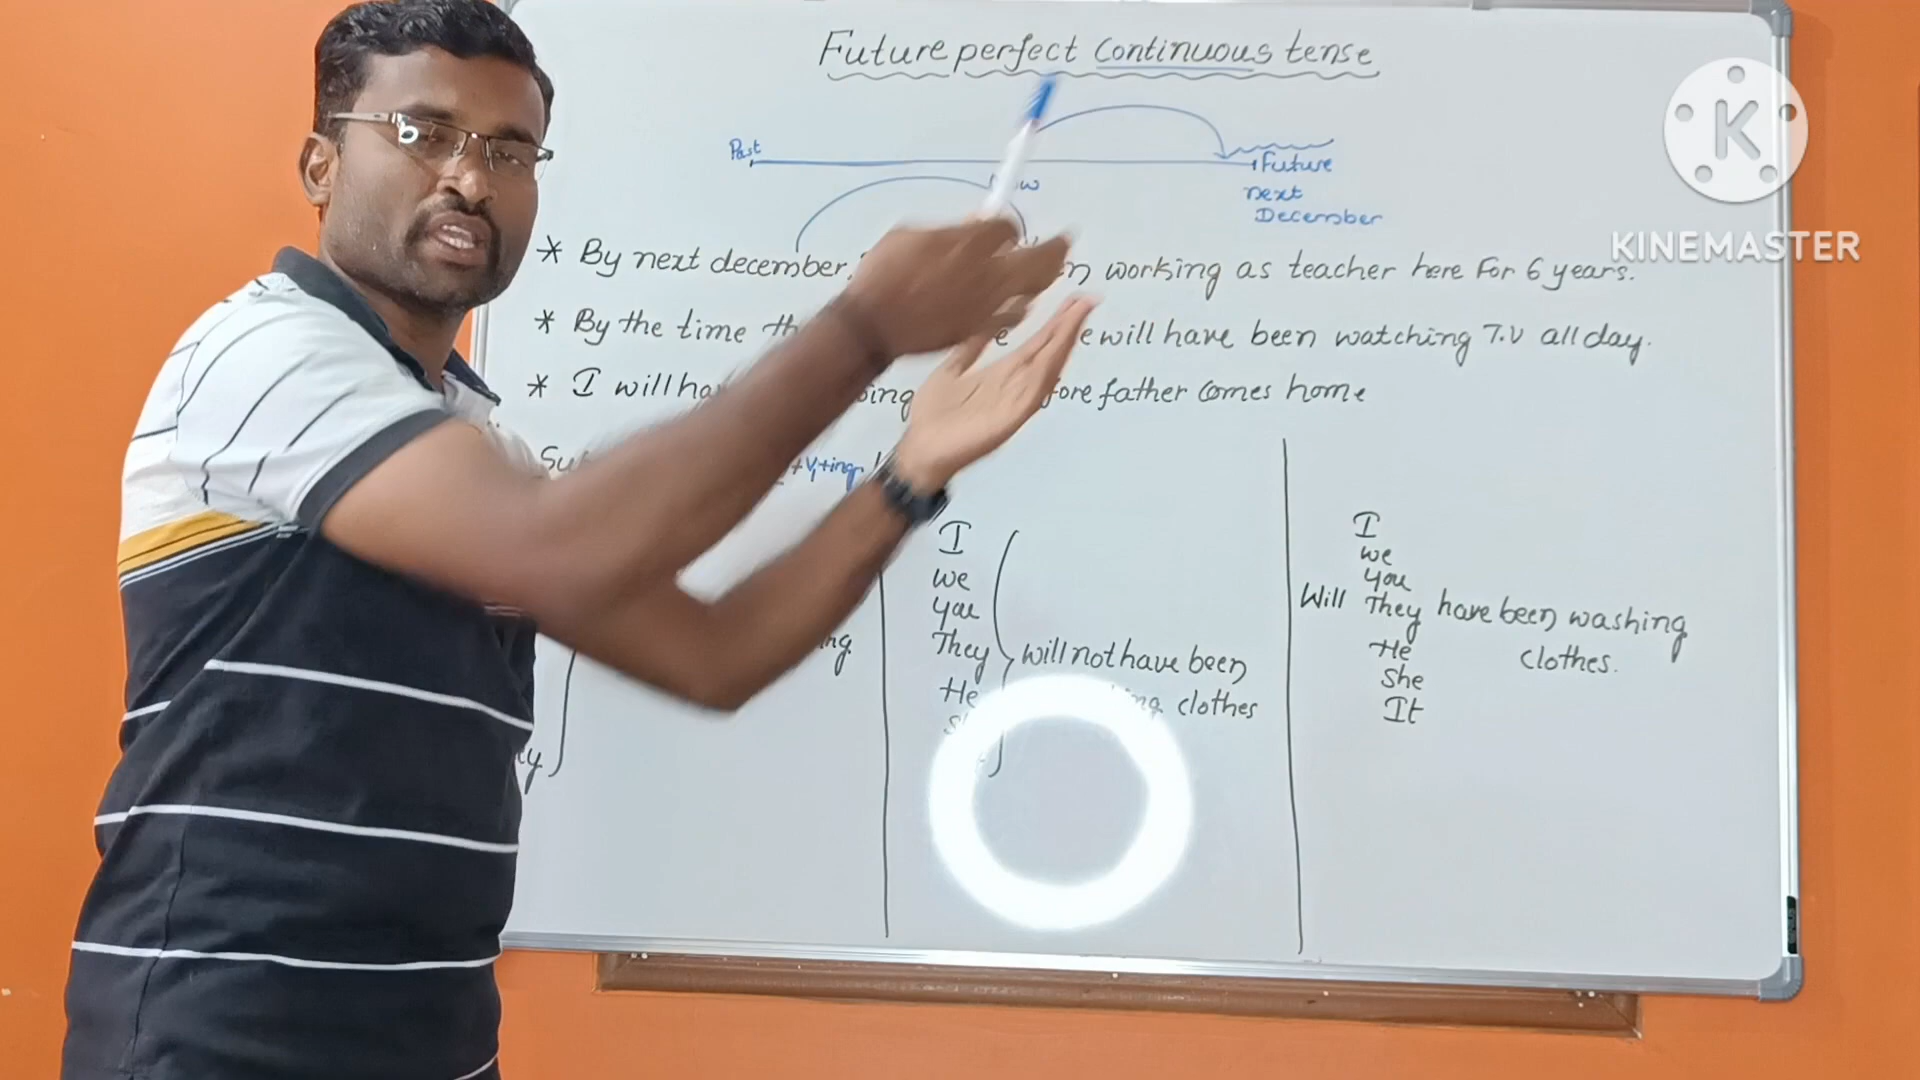 Future perfect continuous tense
Past
Future
next
December
* By next december, working as teacher here For 6 years.
* By the time will have been watching T.V all day.
* I will father comes home
+V₁+ing
I
we
you
They will not have been
He clothes
I
we
you
Will They have been washing
He clothes.
She
It
K
KINEMASTER